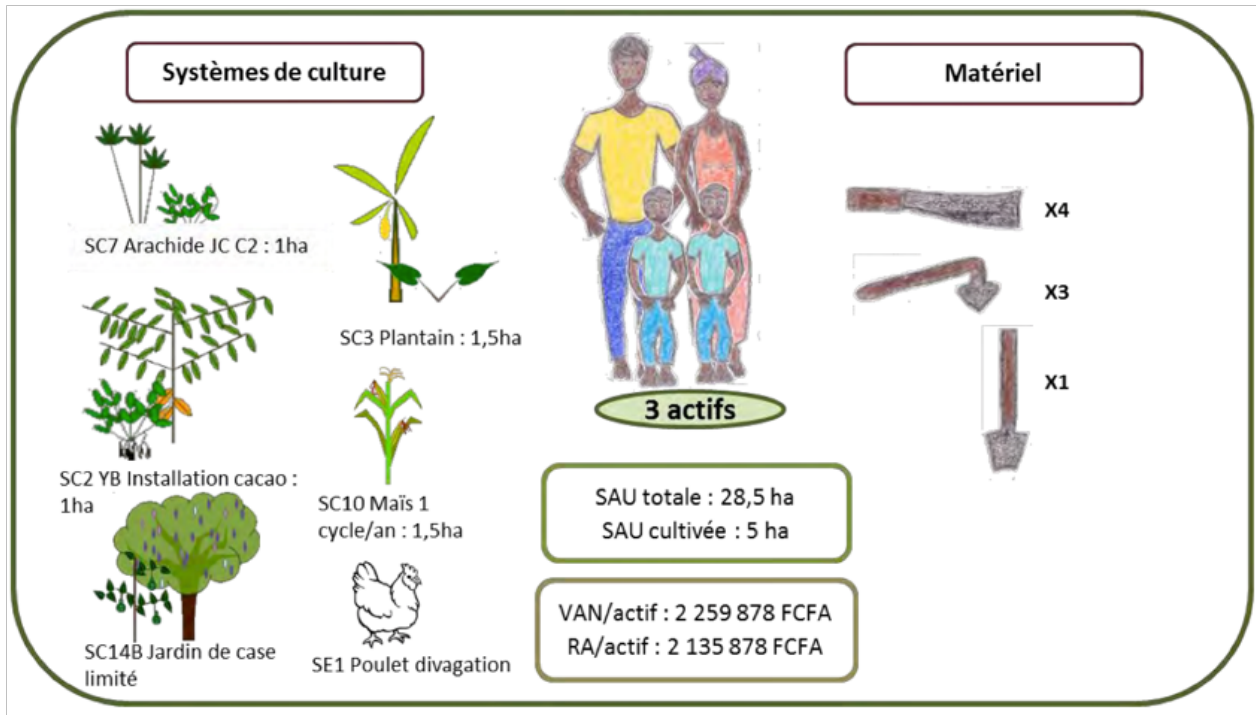 Systèmes de culture
SC7 Arachide JC C2 : 1ha
SC3 Plantain : 1,5ha
SC2 YB Installation cacao :
1ha
SC10 Maïs 1
cycle/an : 1,5ha
SC14B Jardin de case
limité
SE1 Poulet divagation
3 actifs
SAU totale : 28,5 ha
SAU cultivée : 5 ha
VAN/actif : 2 259 878 FCFA
RA/actif : 2 135 878 FCFA
Matériel
X4
X3
X1